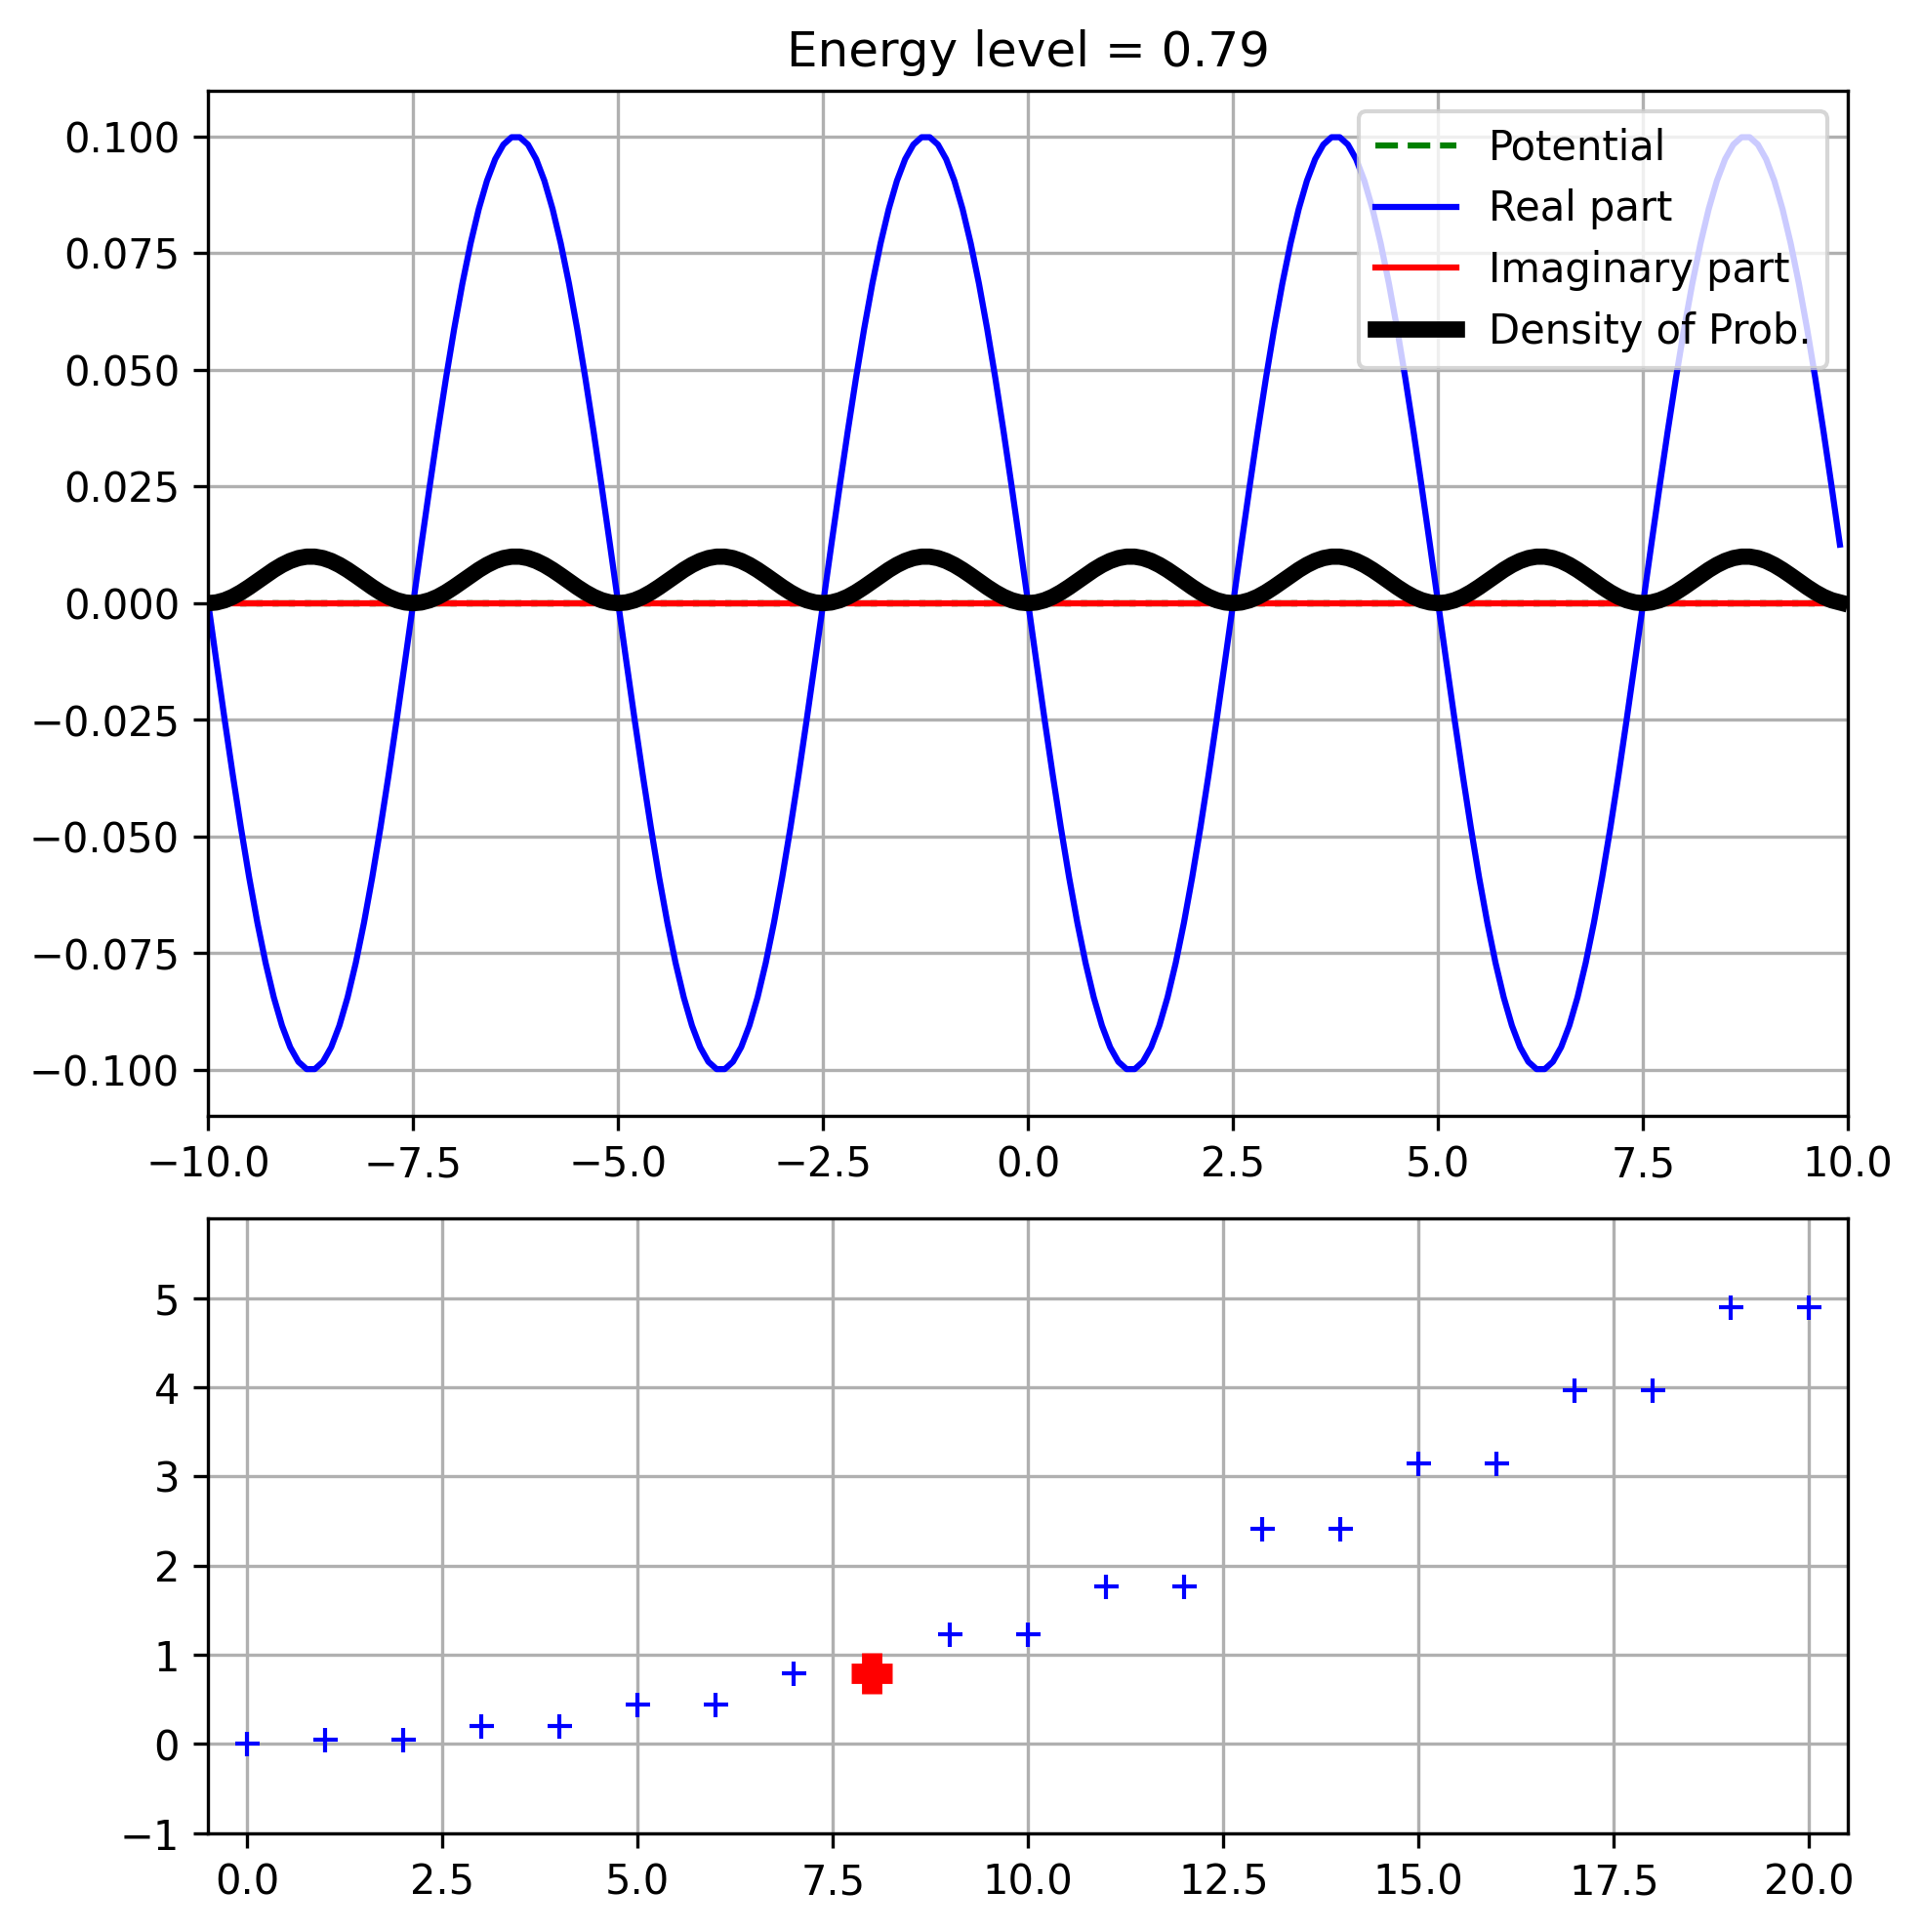 Energy level = 0.79
0.100
0.075
0.050
0.025
0.000
−0.025
−0.050
−0.075
−0.100
Potential
Real part
Imaginary part
Density of Prob.
−10.0 −7.5 −5.0 −2.5 0.0 2.5 5.0 7.5 10.0
5
4
3
2
1
0
−1
0.0 2.5 5.0 7.5 10.0 12.5 15.0 17.5 20.0